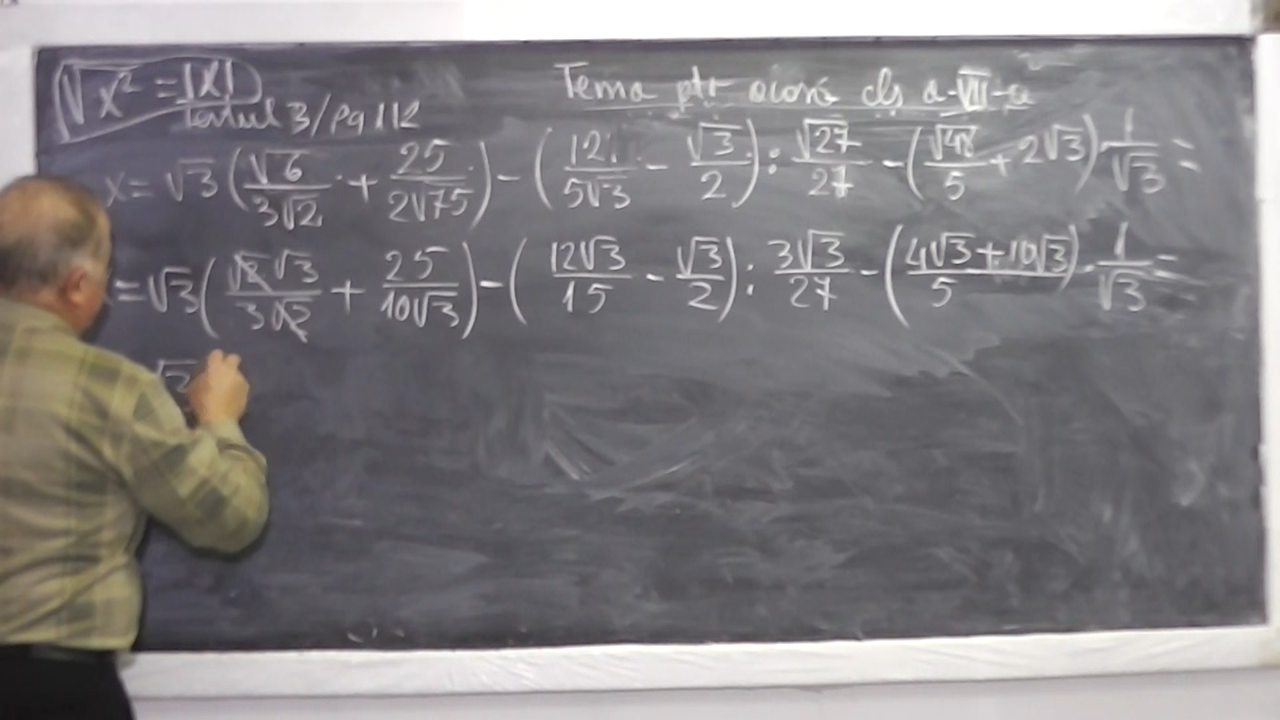 √x² = |x|
Tema ptr acasă cls a-VII-a
Testul 3/pg 112
x = √3 (√6/3√2 + 25/2√75) - (12/5√3 - √3/2) : √27/27 - (√48/5 + 2√3) · 1/√3 =
= √3 (√2√3/3√2 + 25/10√3) - (12√3/15 - √3/2) : 3√3/27 - (4√3+10√3/5) · 1/√3 =